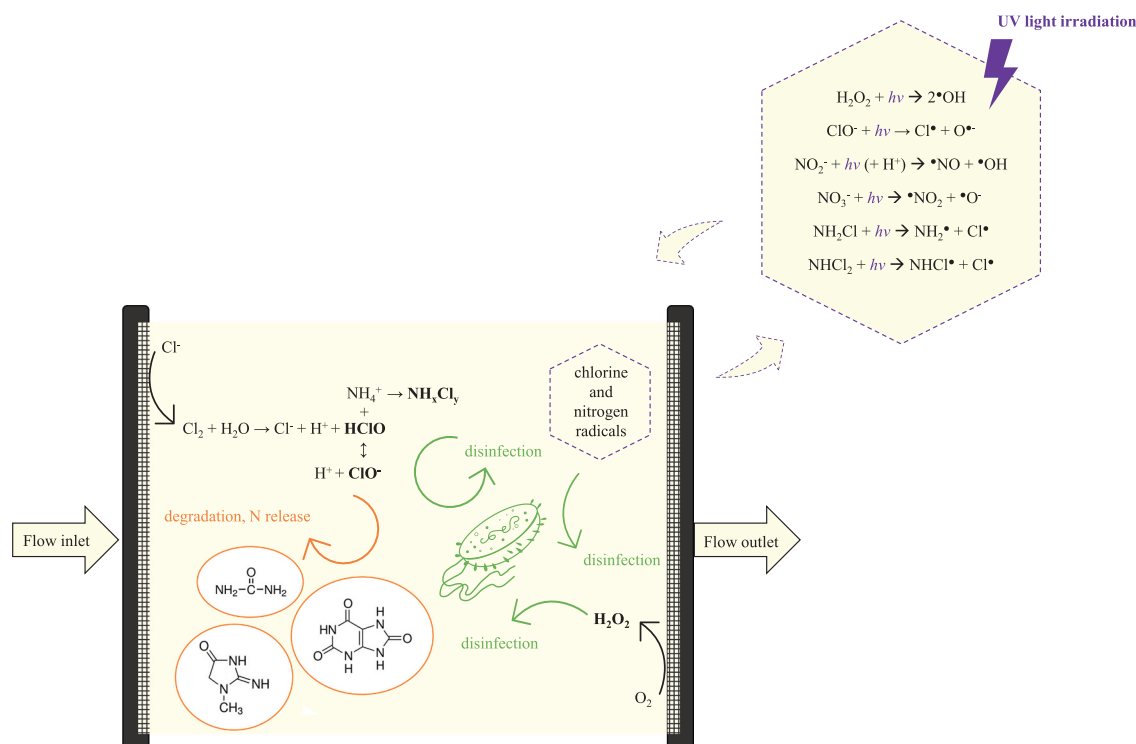 UV light irradiation
H₂O₂ + hv → 2•OH
ClO⁻ + hv → Cl• + O•⁻
NO₂⁻ + hv (+ H⁺) → •NO + •OH
NO₃⁻ + hv → •NO₂ + •O⁻
NH₂Cl + hv → NH₂• + Cl•
NHCl₂ + hv → NHCl• + Cl•
Cl⁻
NH₄⁺ → NHₓClᵧ
+
Cl₂ + H₂O → Cl⁻ + H⁺ + HClO
↕
H⁺ + ClO⁻
chlorine
and
nitrogen
radicals
disinfection
degradation, N release
Flow inlet
Flow outlet
disinfection
H₂O₂
disinfection
O₂
O
NH₂-C-NH₂
O
H
HN
N
O
O
N
N
H
H
O
NH
N
NH
CH₃